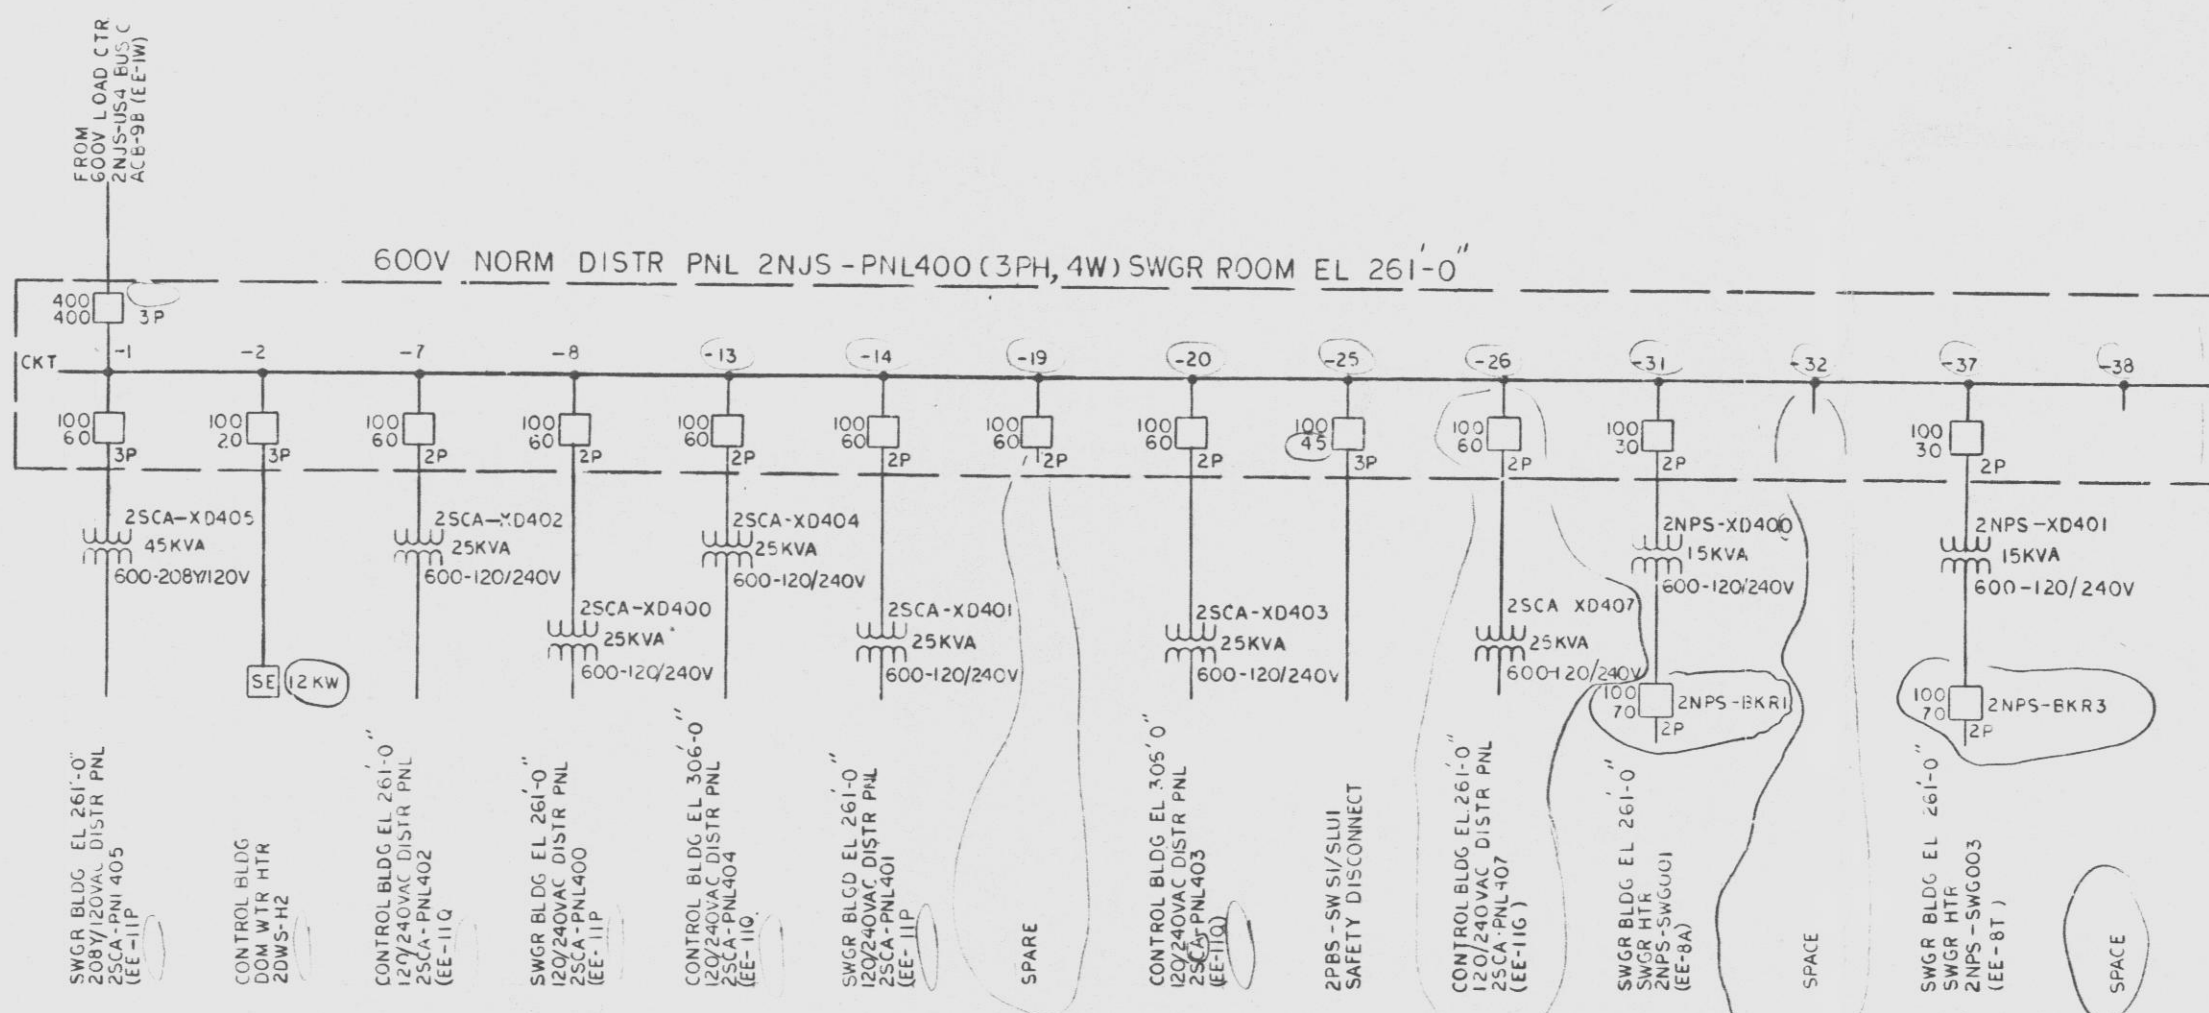 FROM
600V LOAD CTR
2NJS-US4 BUS C
ACB-9B (EE-1W)
600V NORM DISTR PNL 2NJS-PNL400 (3PH, 4W) SWGR ROOM EL 261'-0"
400
400
3P
CKT
-1
-2
-7
-8
-13
-14
-19
-20
-25
-26
-31
-32
-37
-38
100
60
3P
100
20
3P
100
60
2P
100
60
2P
100
60
2P
100
60
2P
100
60
2P
100
60
2P
100
45
3P
100
60
2P
100
30
2P
100
30
2P
2SCA-XD405
45KVA
600-208Y/120V
SE
12KW
2SCA-XD402
25KVA
600-120/240V
2SCA-XD400
25KVA
600-120/240V
2SCA-XD404
25KVA
600-120/240V
2SCA-XD401
25KVA
600-120/240V
2SCA-XD403
25KVA
600-120/240V
2SCA XD407
25KVA
600-120/240V
2NPS-XD400
15KVA
600-120/240V
100
70
2NPS-BKR1
2P
2NPS-XD401
15KVA
600-120/240V
100
70
2NPS-BKR3
2P
SWGR BLDG EL 261'-0"
208Y/120VAC DISTR PNL
2SCA-PNL405
(EE-11P
CONTROL BLDG
DOM WTR HTR
2DWS-H2
CONTROL BLDG EL 261'-0"
120/240VAC DISTR PNL
2SCA-PNL402
(EE-11Q
SWGR BLDG EL 261'-0"
120/240VAC DISTR PNL
2SCA-PNL400
(EE-11P
CONTROL BLDG EL 306'-0"
120/240VAC DISTR PNL
2SCA-PNL404
(EE-11Q
SWGR BLGD EL 261'-0"
120/240VAC DISTR PNL
2SCA-PNL401
(EE-11P
SPARE
CONTROL BLDG EL 306'0"
120/240VAC DISTR PNL
2SCA-PNL403
(EE-11Q)
2PBS-SW SI/SLUI
SAFETY DISCONNECT
CONTROL BLDG EL.261'-0"
120/240VAC DISTR PNL
2SCA-PNL407
(EE-11G)
SWGR BLDG EL 261'-0"
SWGR HTR
2NPS-SWG001
(EE-8A)
SPACE
SWGR BLDG EL 261'-0"
SWGR HTR
2NPS-SWG003
(EE-8T)
SPACE